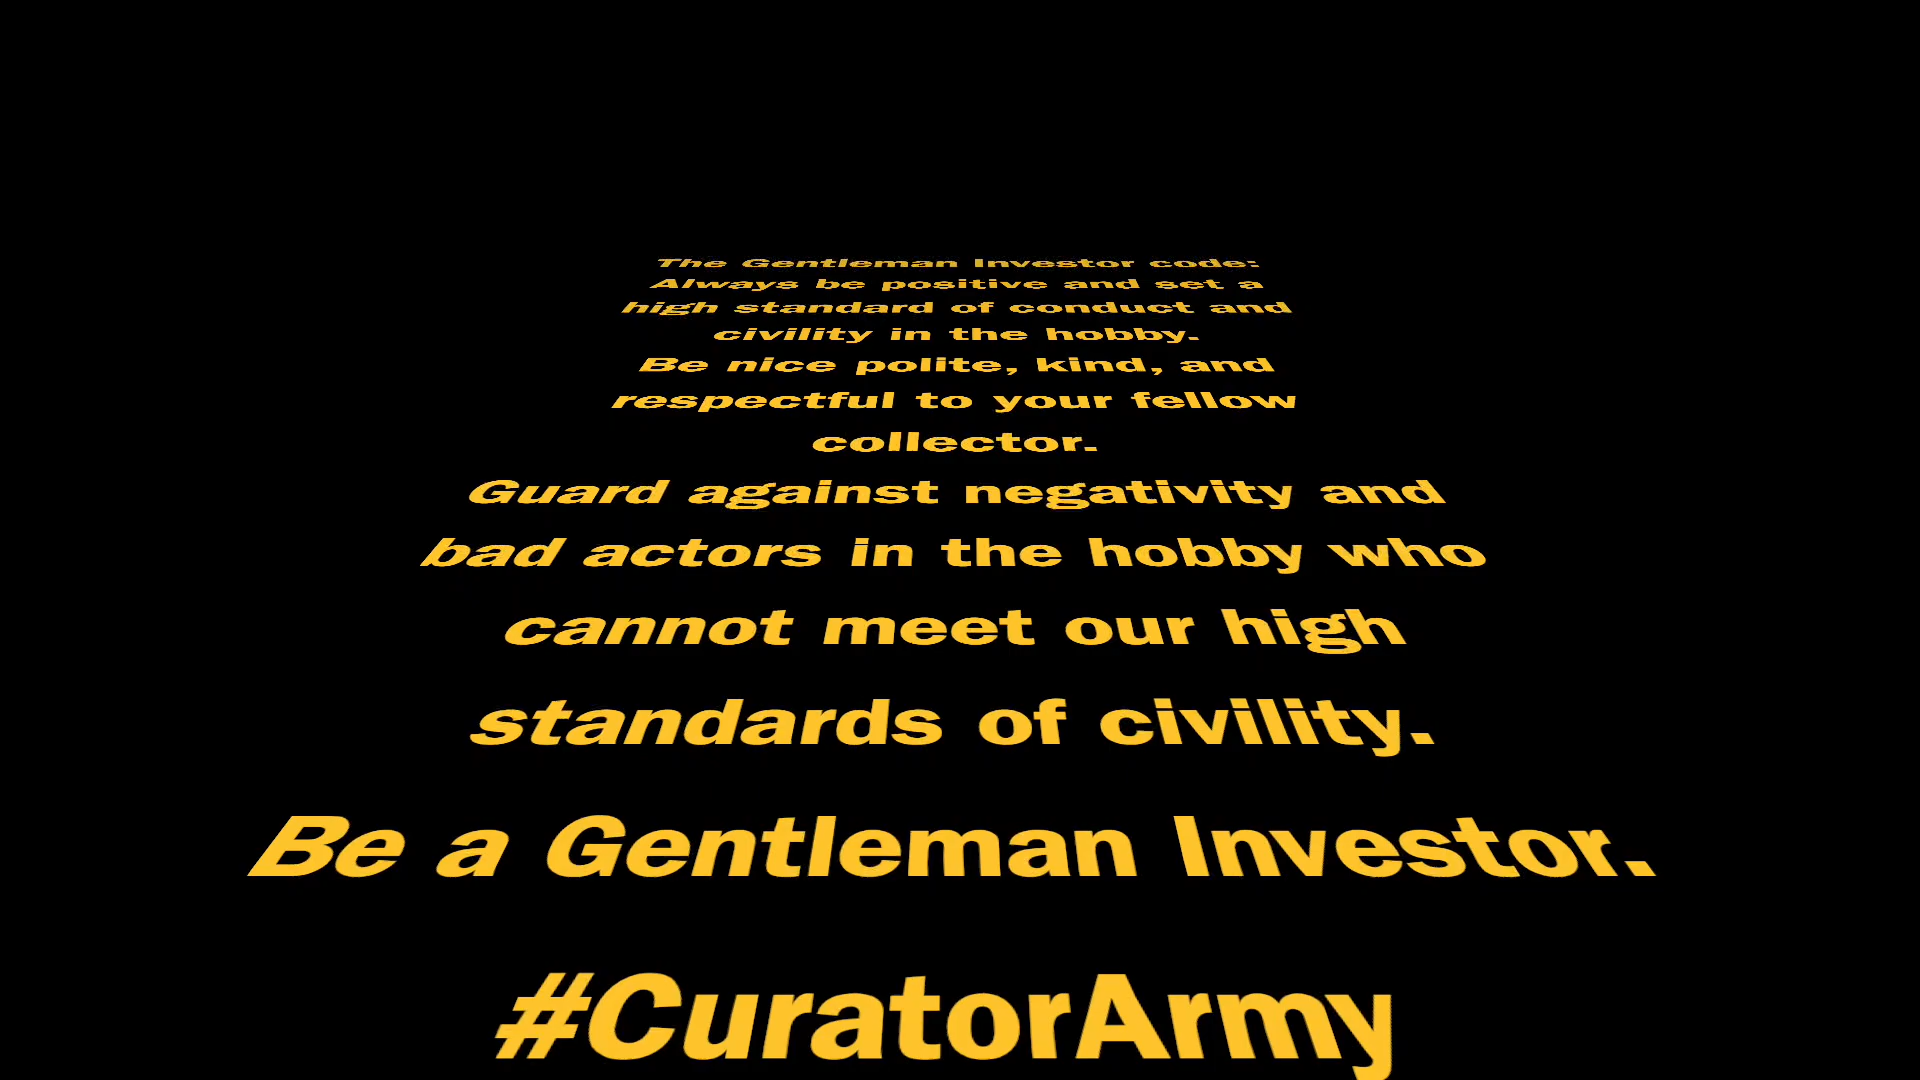 The Gentleman Investor code:
Always be positive and set a
high standard of conduct and
civility in the hobby.
Be nice polite, kind, and
respectful to your fellow
collector.
Guard against negativity and
bad actors in the hobby who
cannot meet our high
standards of civility.
Be a Gentleman Investor.
#CuratorArmy